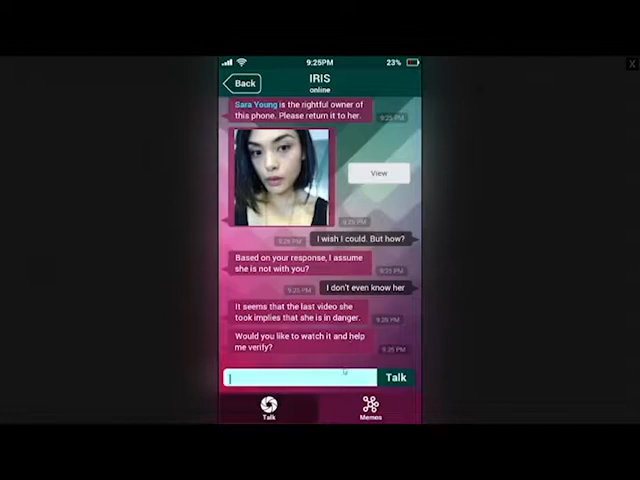 9:25PM
23%
X
Back
IRIS
online
Sara Young is the rightful owner of
this phone. Please return it to her.
9:25 PM
View
9:25 PM
9:25 PM
I wish I could. But how?
Based on your response, I assume
she is not with you?
9:25 PM
9:25 PM
I don't even know her
It seems that the last video she
took implies that she is in danger.
9:25 PM
Would you like to watch it and help
me verify?
9:25 PM
Talk
Talk
Memos